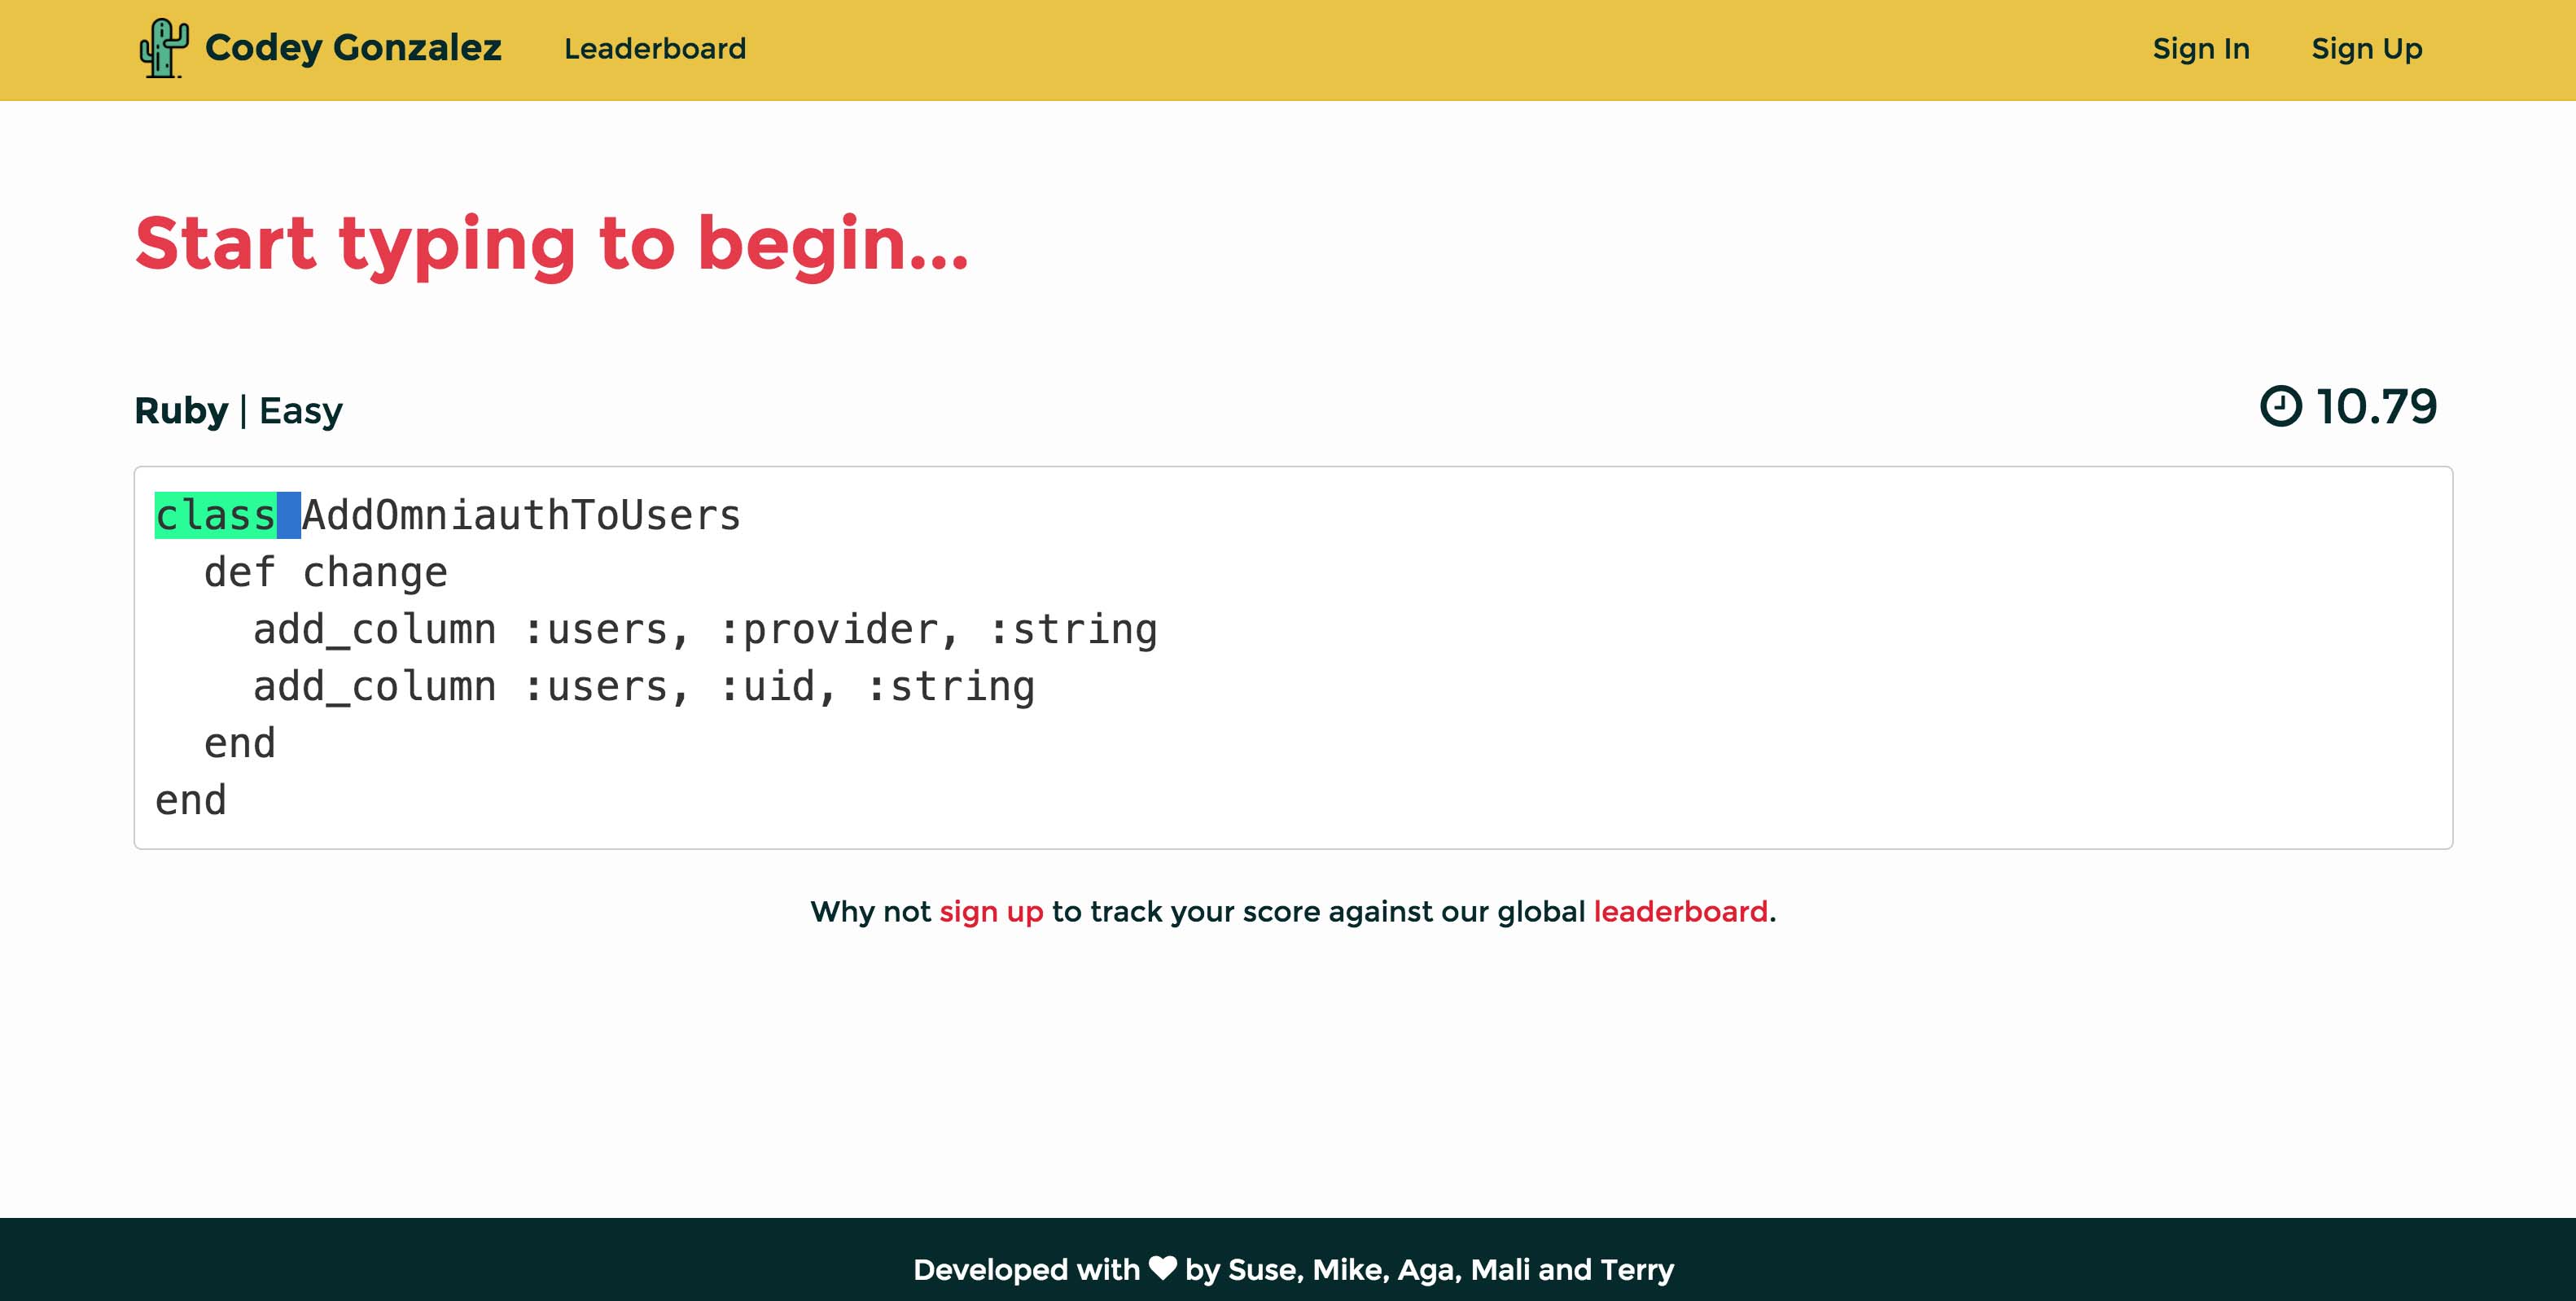 Codey Gonzalez Leaderboard Sign In Sign Up
Start typing to begin...
Ruby | Easy 10.79
class AddOmniauthToUsers
  def change
    add_column :users, :provider, :string
    add_column :users, :uid, :string
  end
end
Why not sign up to track your score against our global leaderboard.
Developed with ♥ by Suse, Mike, Aga, Mali and Terry